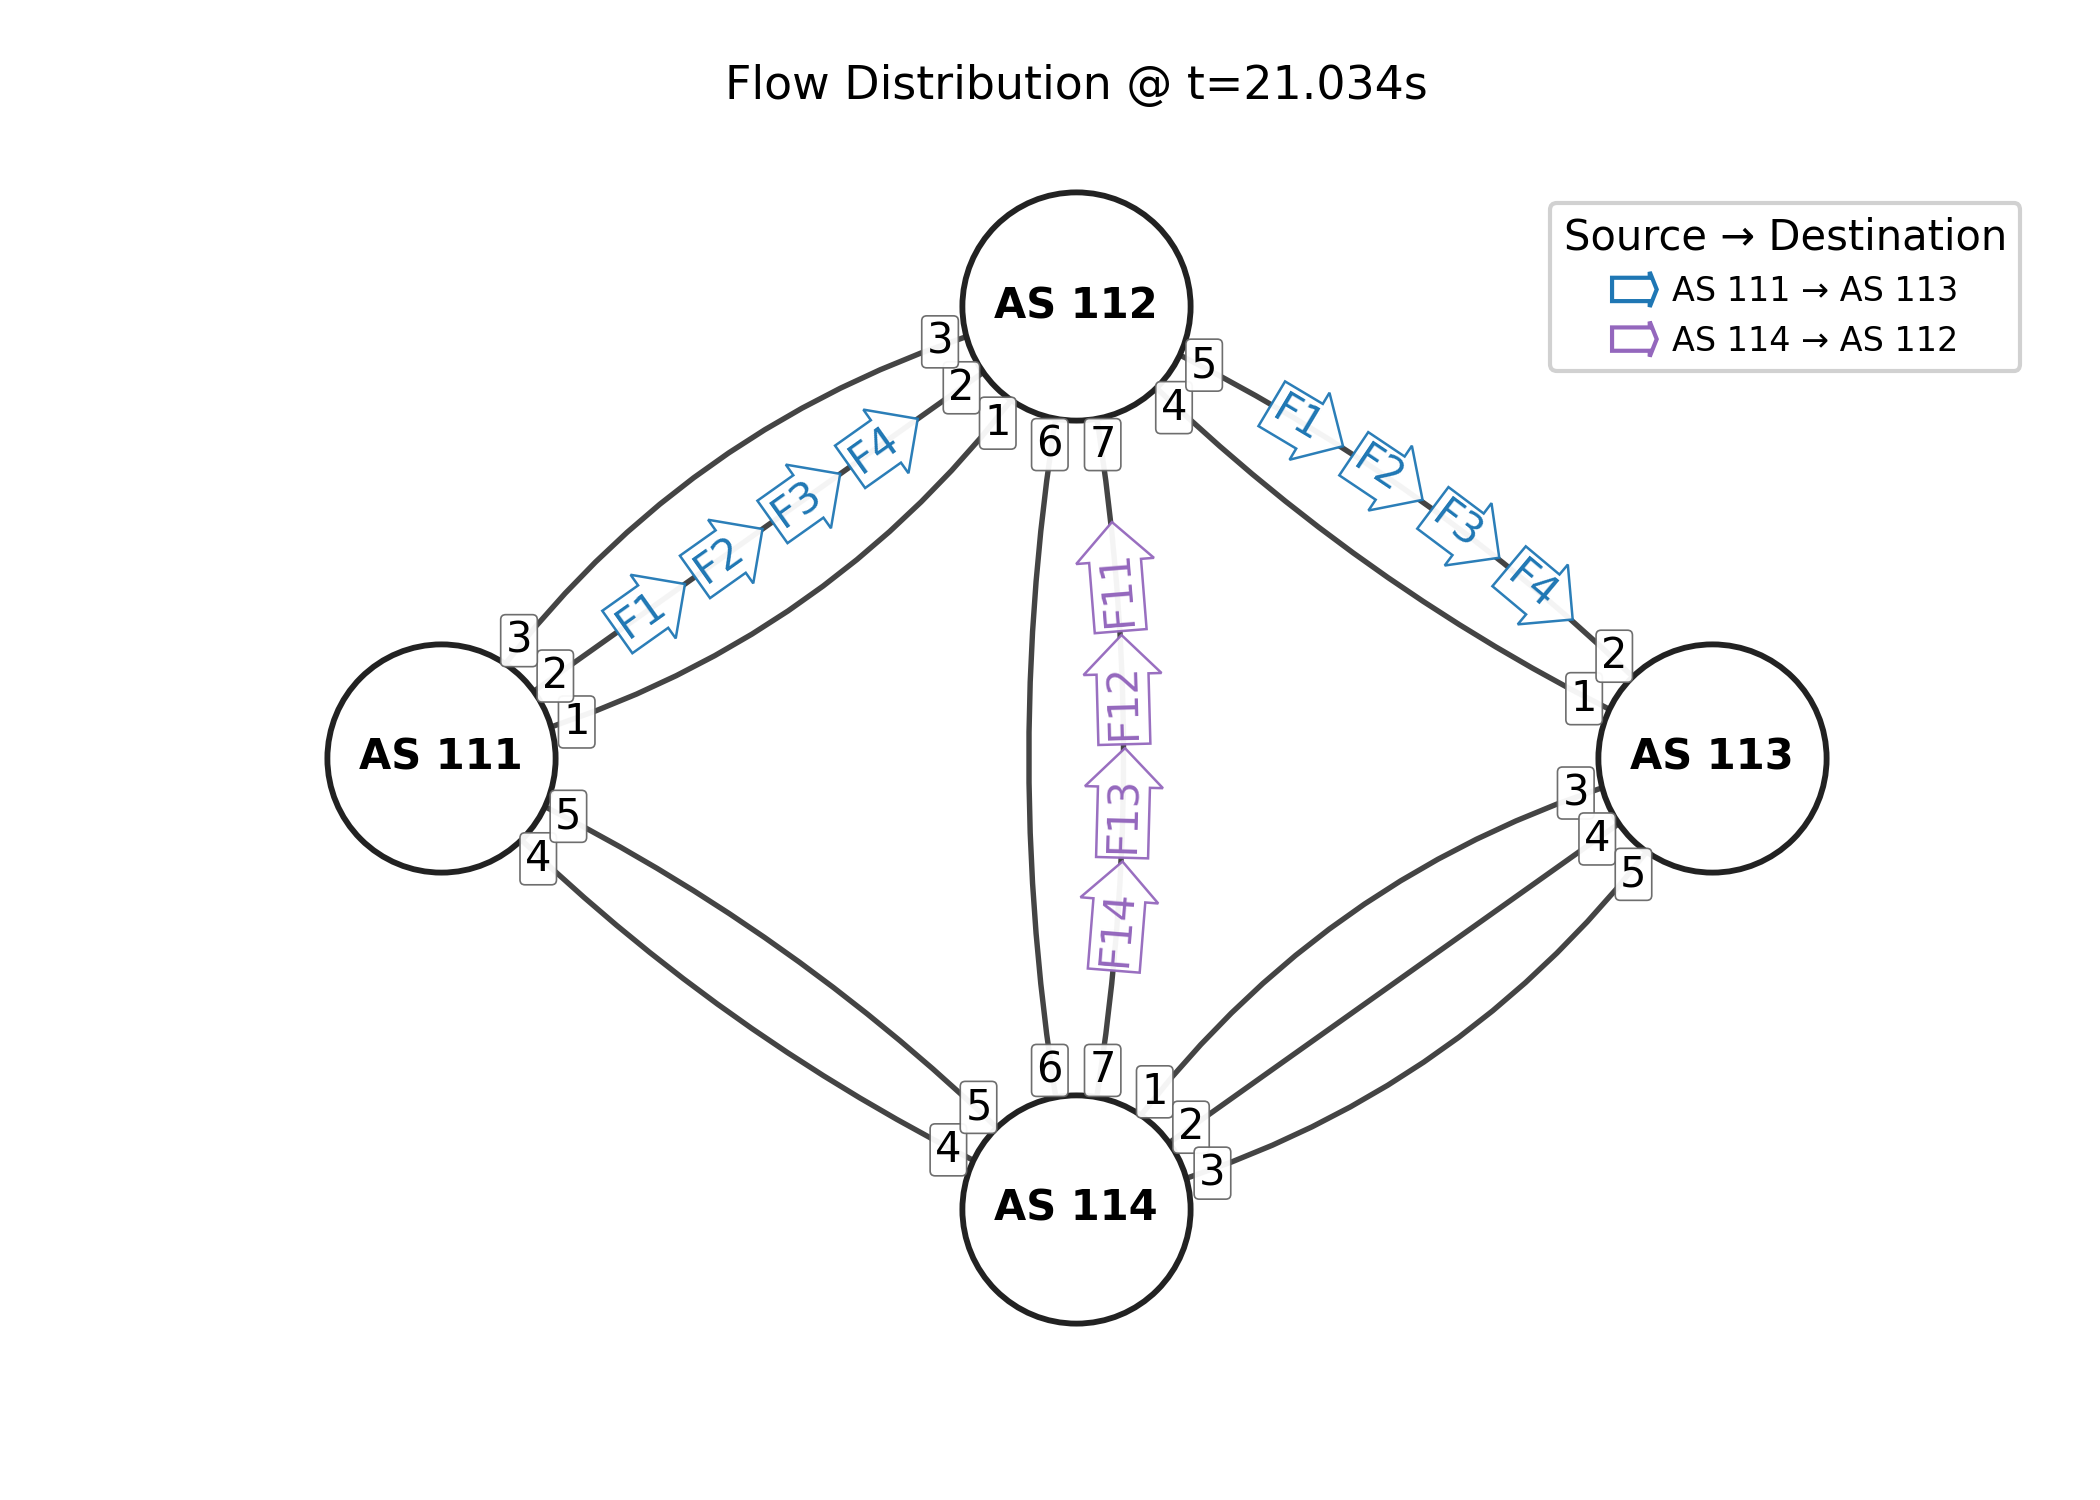 Flow Distribution @ t=21.034s
Source → Destination
AS 111 → AS 113
AS 114 → AS 112
AS 112
3
2
1
6
7
4
5
F1
F2
F3
F4
F1
F2
F3
F4
F11
F12
F13
F14
3
2
1
AS 111
5
4
2
1
AS 113
3
4
5
6
7
5
4
1
2
3
AS 114